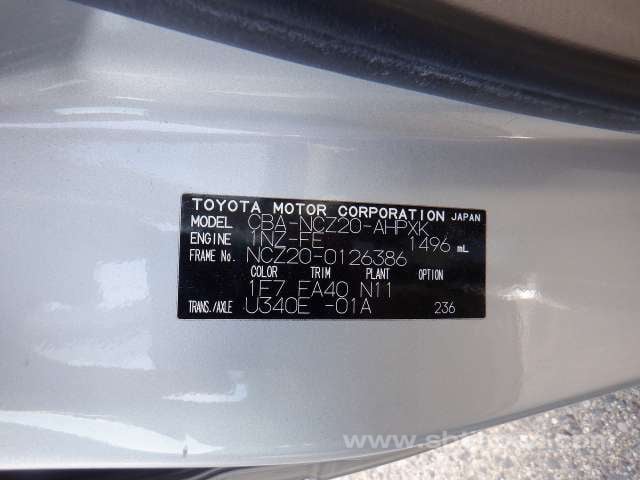 TOYOTA MOTOR CORPORATION JAPAN
MODEL CBA-NCZ20-AHPXK
ENGINE 1NZ-FE 1496 mL
FRAME No. NCZ20-0126386
COLOR TRIM PLANT OPTION
1F7 FA40 N11
TRANS./AXLE U340E -01A 236